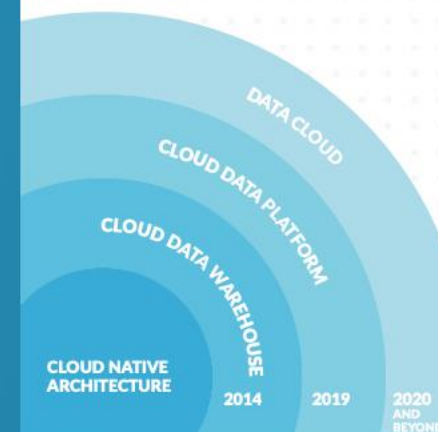 DATA CLOUD
CLOUD DATA PLATFORM
CLOUD DATA WAREHOUSE
CLOUD NATIVE
ARCHITECTURE
2014
2019
2020
AND
BEYOND